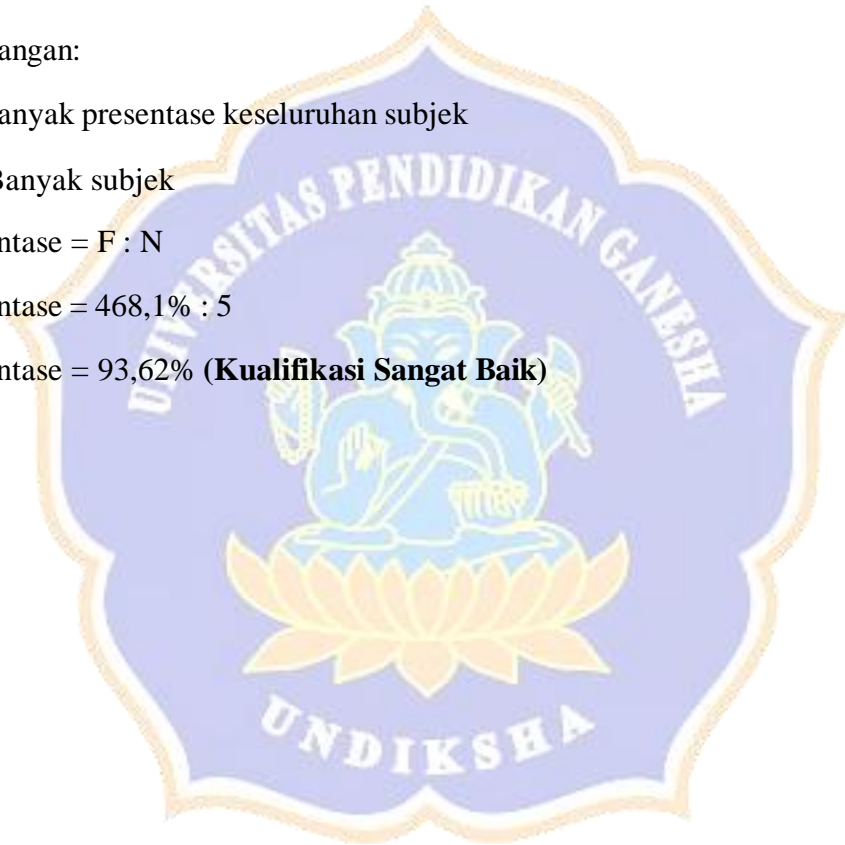 angan:
anyak presentase keseluruhan subjek
Banyak subjek
ntase = F : N
ntase = 468,1% : 5
ntase = 93,62% (Kualifikasi Sangat Baik)
UNIVERSITAS PENDIDIKAN GANESHA
UNDIKSHA